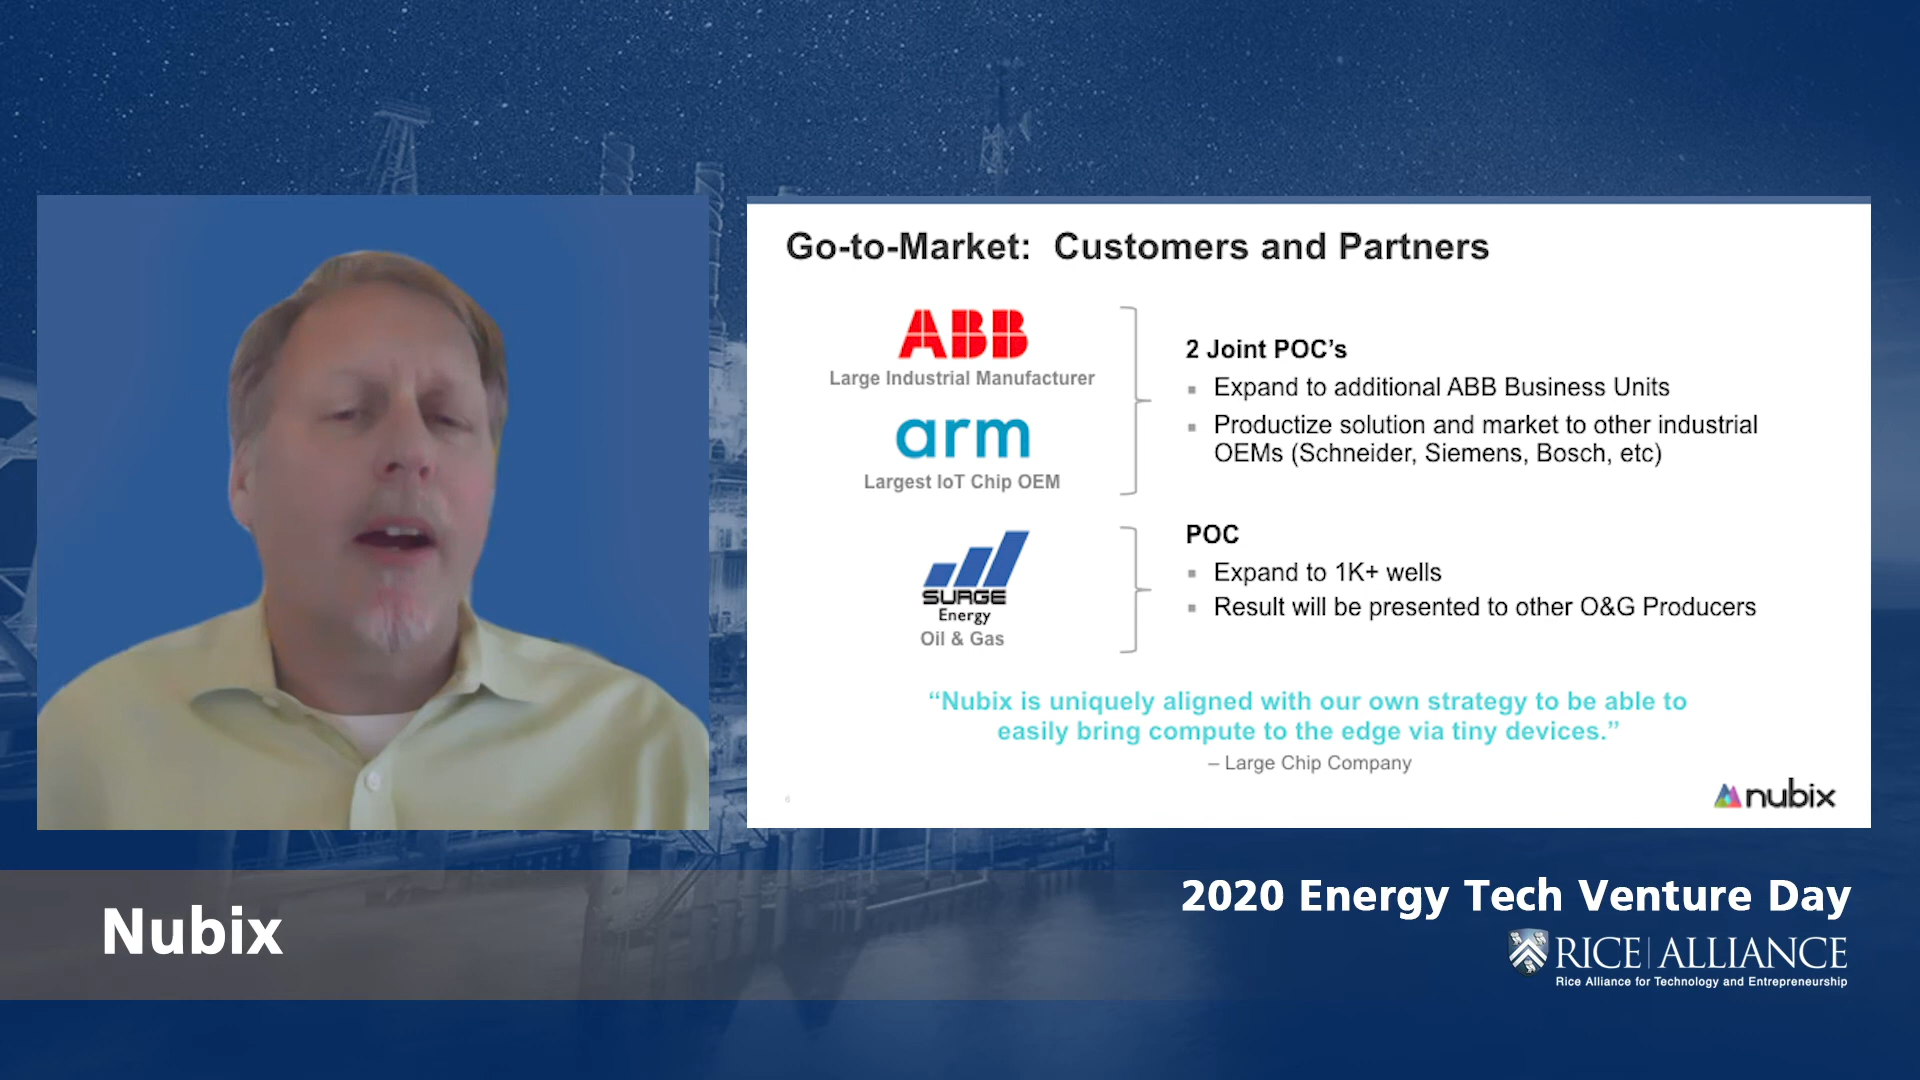 Go-to-Market: Customers and Partners
ABB
Large Industrial Manufacturer
arm
Largest IoT Chip OEM
2 Joint POC's
Expand to additional ABB Business Units
Productize solution and market to other industrial
OEMs (Schneider, Siemens, Bosch, etc)
SURGE
Energy
Oil & Gas
POC
Expand to 1K+ wells
Result will be presented to other O&G Producers
“Nubix is uniquely aligned with our own strategy to be able to
easily bring compute to the edge via tiny devices.”
– Large Chip Company
nubix
Nubix
2020 Energy Tech Venture Day
RICE | ALLIANCE
Rice Alliance for Technology and Entrepreneurship